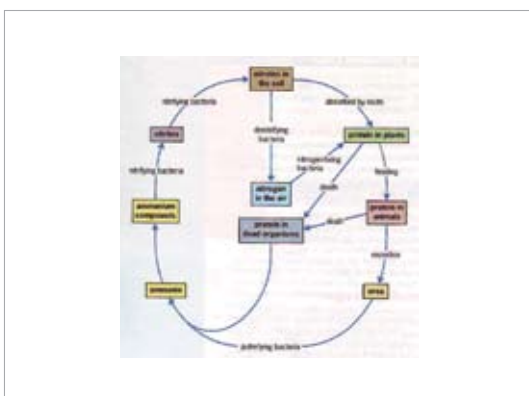 nitrates in
the soil
nitrifying bacteria
absorbed by roots
denitrifying
bacteria
nitrites
protein in plants
nitrogen-fixing
bacteria
nitrifying bacteria
feeding
death
nitrogen
in the air
ammonium
compounds
protein in
animals
protein in
dead organisms
death
excretion
ammonia
urea
putrefying bacteria